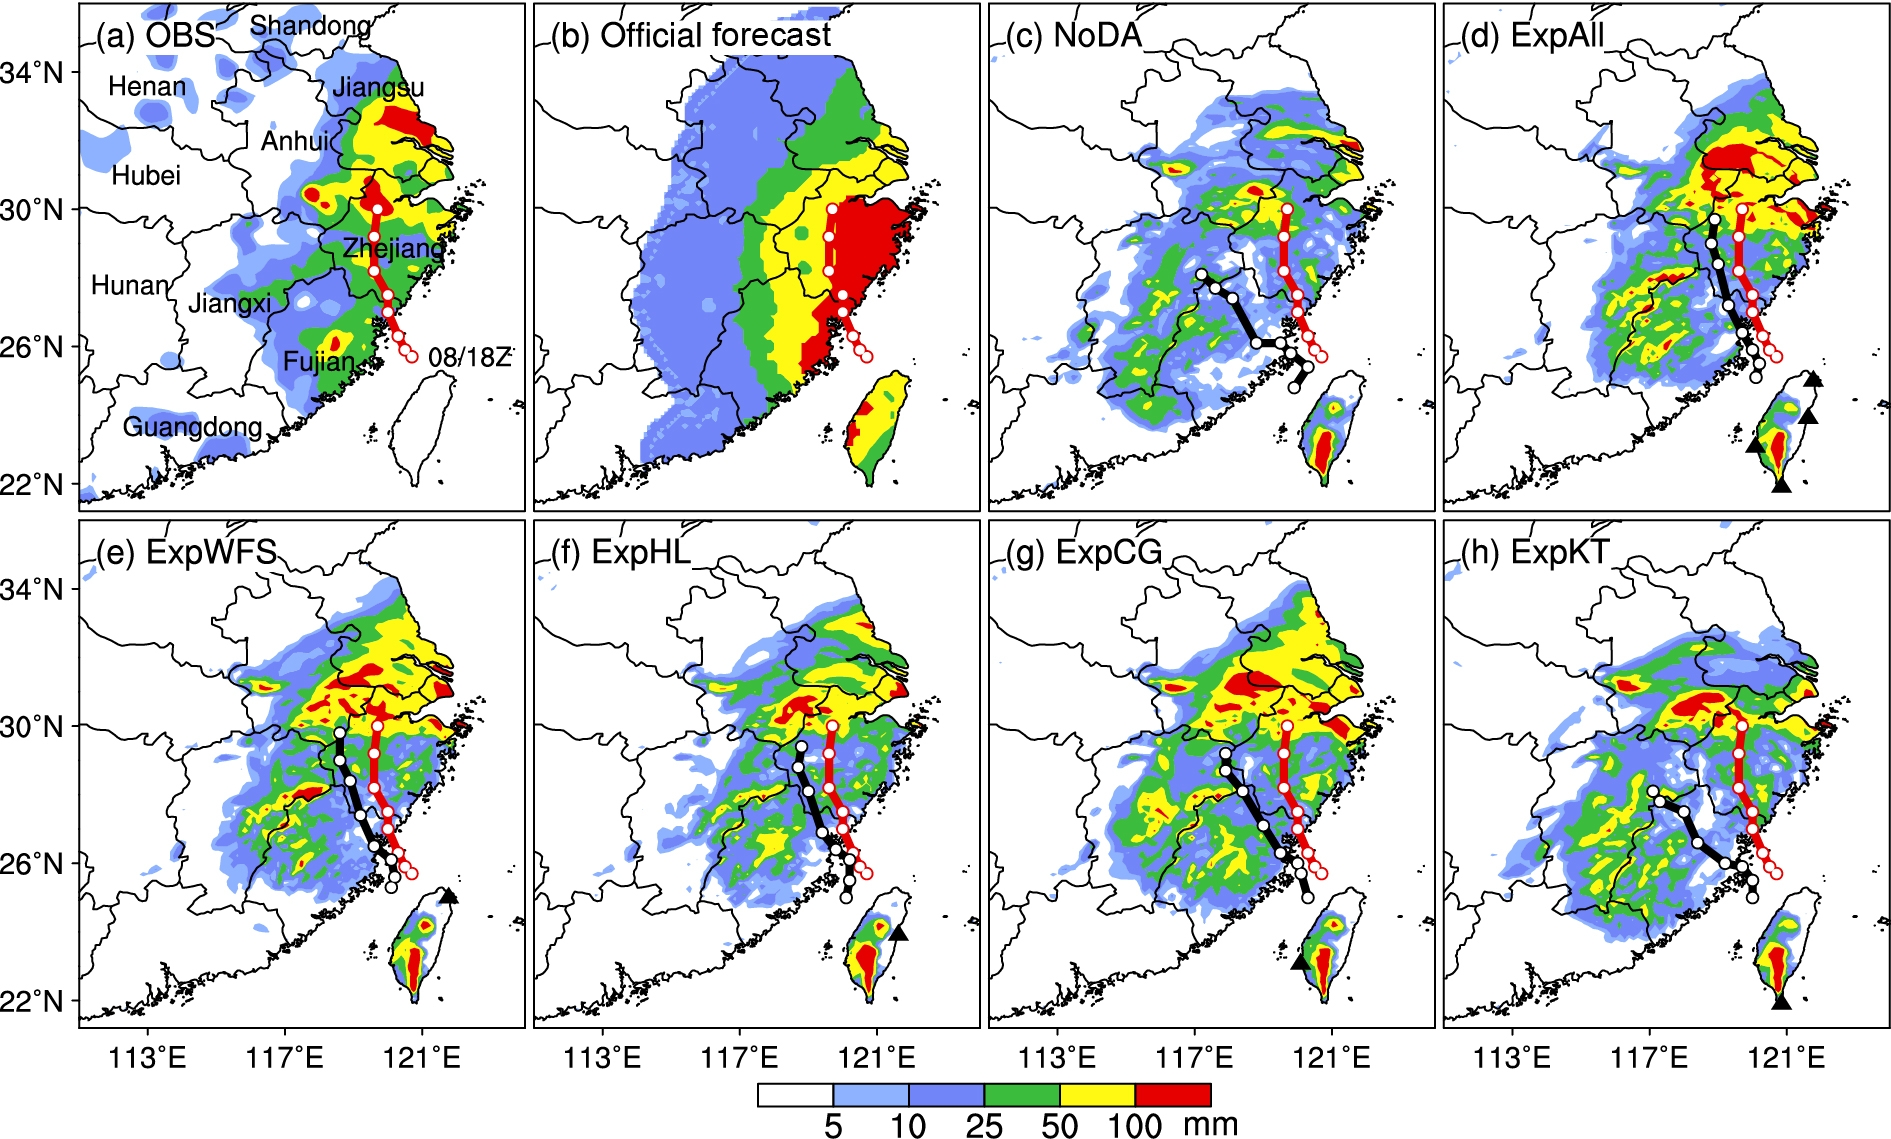 (a) OBS
Shandong
Henan
Jiangsu
Anhui
Hubei
Zhejiang
Hunan
Jiangxi
Fujian
08/18Z
Guangdong
34°N
30°N
26°N
22°N
(b) Official forecast
(c) NoDA
(d) ExpAll
(e) ExpWFS
34°N
30°N
26°N
22°N
(f) ExpHL
(g) ExpCG
(h) ExpKT
113°E 117°E 121°E 113°E 117°E 121°E 113°E 117°E 121°E 113°E 117°E 121°E
5 10 25 50 100 mm